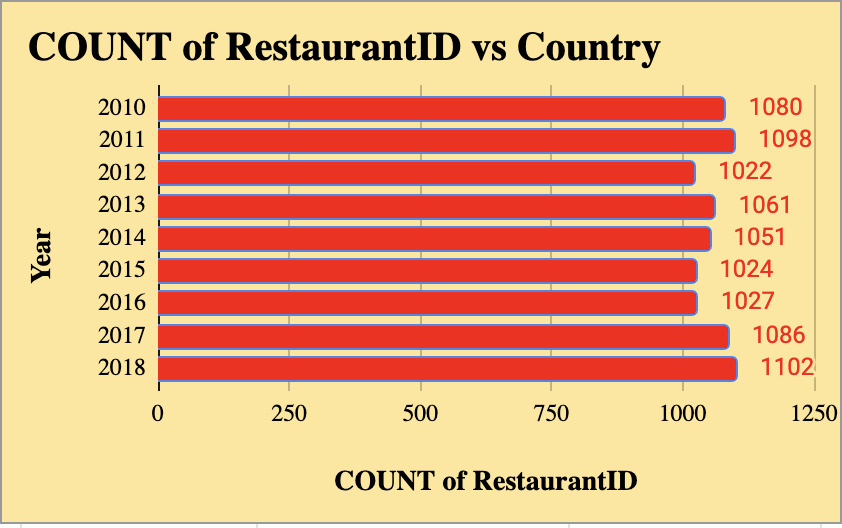 COUNT of RestaurantID vs Country
2010 1080
2011 1098
2012 1022
2013 1061
2014 1051
2015 1024
2016 1027
2017 1086
2018 1102
Year
0 250 500 750 1000 1250
COUNT of RestaurantID